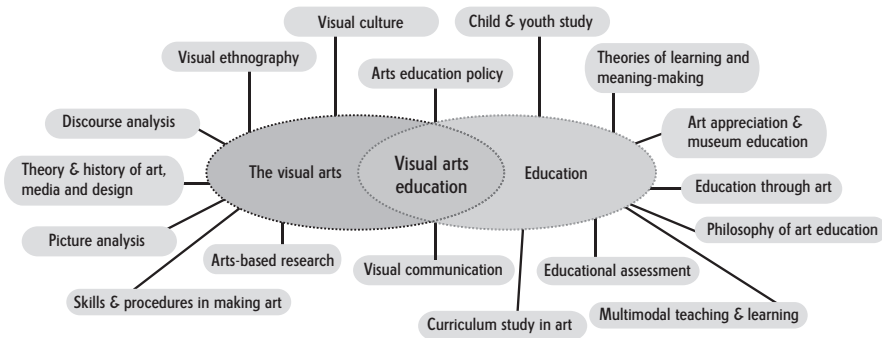 Visual culture
Child & youth study
Visual ethnography
Arts education policy
Theories of learning and
meaning-making
Discourse analysis
Art appreciation &
museum education
Theory & history of art,
media and design
The visual arts
Visual arts
education
Education
Education through art
Picture analysis
Philosophy of art education
Arts-based research
Visual communication
Educational assessment
Skills & procedures in making art
Curriculum study in art
Multimodal teaching & learning